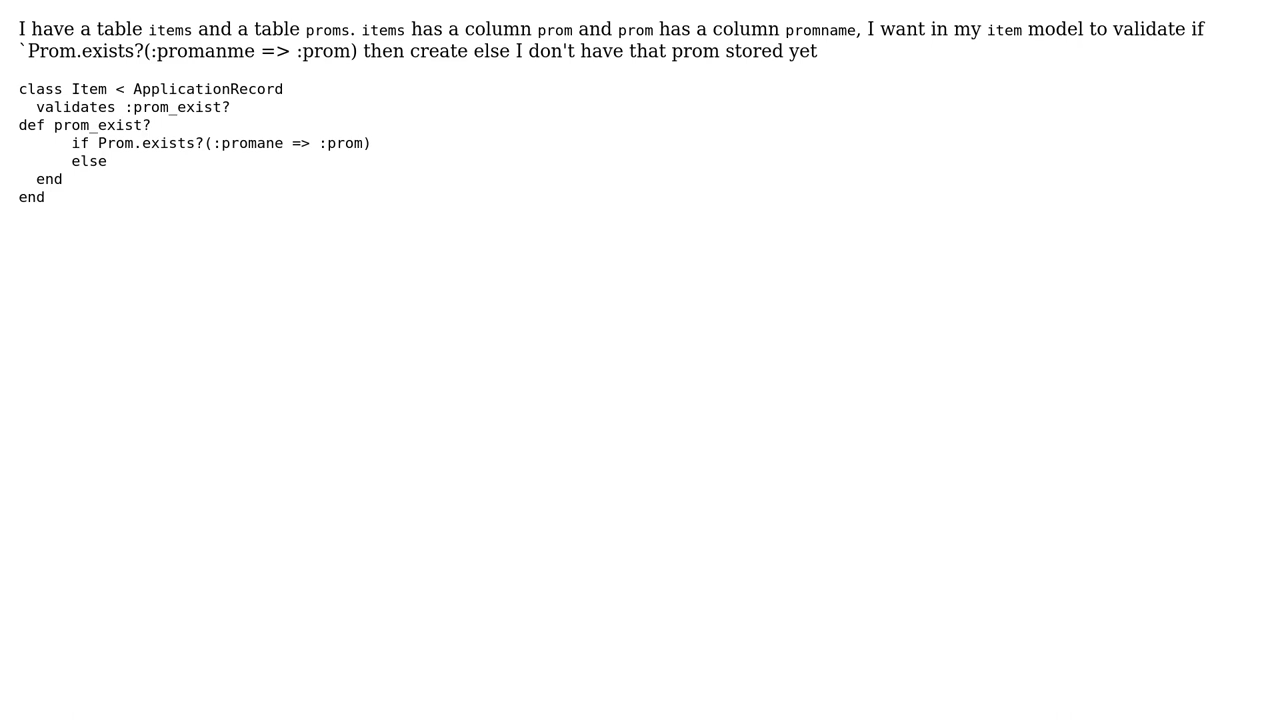 I have a table items and a table proms. items has a column prom and prom has a column promname, I want in my item model to validate if
`Prom.exists?(:promanme => :prom) then create else I don't have that prom stored yet
class Item < ApplicationRecord
  validates :prom_exist?
def prom_exist?
      if Prom.exists?(:promane => :prom)
      else
  end
end